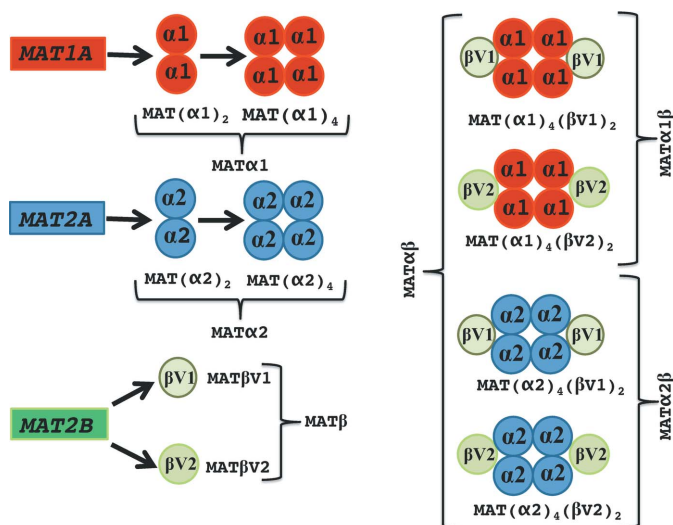 MAT1A
α1
α1
α1 α1
α1 α1
MAT(α1)₂ MAT(α1)₄
MATα1
MAT2A
α2
α2
α2 α2
α2 α2
MAT(α2)₂ MAT(α2)₄
MATα2
MAT2B
βV1 MATβV1
βV2 MATβV2
MATβ
MATαβ
α1 α1
βV1 βV1
α1 α1
MAT(α1)₄(βV1)₂
α1 α1
βV2 βV2
α1 α1
MAT(α1)₄(βV2)₂
MATα1β
α2 α2
βV1 βV1
α2 α2
MAT(α2)₄(βV1)₂
α2 α2
βV2 βV2
α2 α2
MAT(α2)₄(βV2)₂
MATα2β